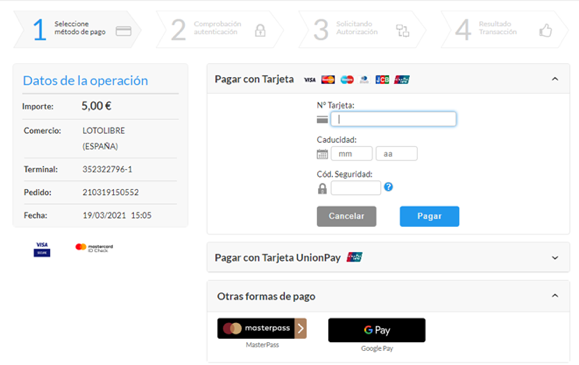 1 Seleccione
método de pago
2 Comprobación
autenticación
3 Solicitando
Autorización
4 Resultado
Transacción
Datos de la operación
Importe: 5,00 €
Comercio: LOTOLIBRE
(ESPAÑA)
Terminal: 352322796-1
Pedido: 210319150552
Fecha: 19/03/2021 15:05
VISA
mastercard
ID Check
Pagar con Tarjeta VISA JCB
Nº Tarjeta:
Caducidad:
mm aa
Cód. Seguridad:
?
Cancelar Pagar
Pagar con Tarjeta UnionPay
Otras formas de pago
masterpass
MasterPass
G Pay
Google Pay